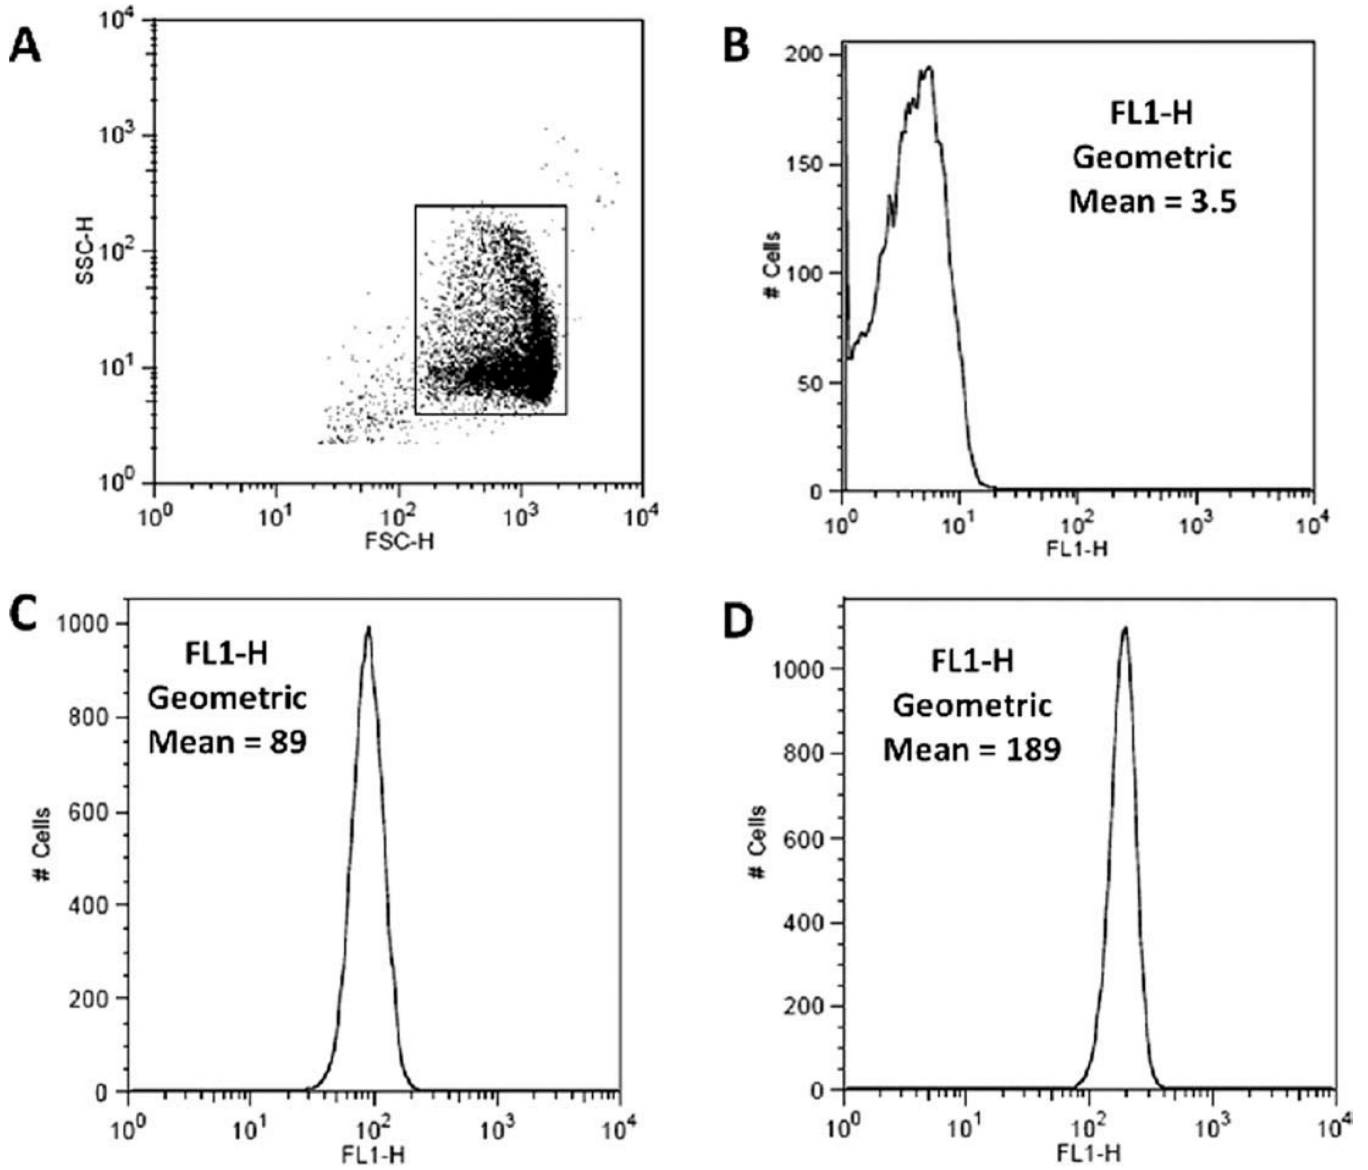 A
10^4
10^3
10^2
10^1
10^0
SSC-H
10^0 10^1 10^2 10^3 10^4
FSC-H
B
200
150
100
50
0
# Cells
FL1-H
Geometric
Mean = 3.5
10^0 10^1 10^2 10^3 10^4
FL1-H
C
1000
800
600
400
200
0
# Cells
FL1-H
Geometric
Mean = 89
10^0 10^1 10^2 10^3 10^4
FL1-H
D
1000
800
600
400
200
0
# Cells
FL1-H
Geometric
Mean = 189
10^0 10^1 10^2 10^3 10^4
FL1-H